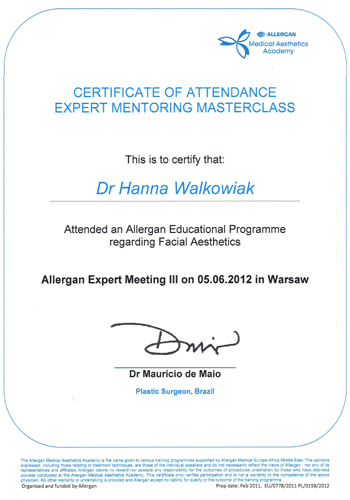 ALLERGAN
Medical Aesthetics
Academy
CERTIFICATE OF ATTENDANCE
EXPERT MENTORING MASTERCLASS
This is to certify that:
Dr Hanna Walkowiak
Attended an Allergan Educational Programme
regarding Facial Aesthetics
Allergan Expert Meeting III on 05.06.2012 in Warsaw
Dr Mauricio de Maio
Plastic Surgeon, Brazil
The Allergan Medical Aesthetics Academy is the name given to various training programmes supported by Allergan Medical Europe Africa Middle East. The opinions
expressed, including those relating to treatment techniques, are those of the individual speakers and do not necessarily reflect the views of Allergan, nor any of its
representatives and affiliates. Allergan claims no reward nor accepts any responsibility for the outcomes of procedures undertaken by those who have attended
courses conducted at the Allergan Medical Aesthetics Academy. This certificate only verifies participation and is not a warranty to the competence of the above
physician. No other warranty or undertaking is provided and Allergan accept no liability for quality or the outcome of the training programme.
Organised and funded by Allergan Prep date: Feb 2011, EU/0778/2011 PL/0159/2012